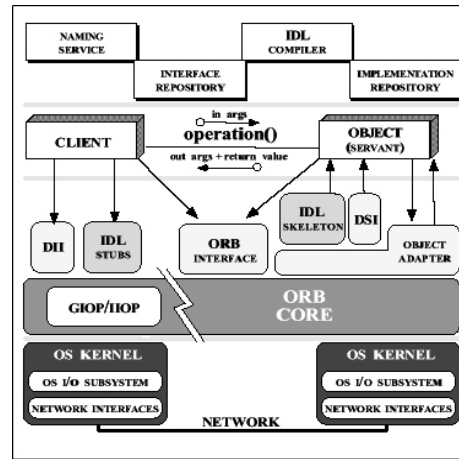 NAMING
SERVICE
IDL
COMPILER
INTERFACE
REPOSITORY
IMPLEMENTATION
REPOSITORY
in args
operation()
out args + return value
CLIENT
OBJECT
(SERVANT)
DII
IDL
STUBS
ORB
INTERFACE
IDL
SKELETON
DSI
OBJECT
ADAPTER
GIOP/IIOP
ORB
CORE
OS KERNEL
OS I/O SUBSYSTEM
NETWORK INTERFACES
OS KERNEL
OS I/O SUBSYSTEM
NETWORK INTERFACES
NETWORK